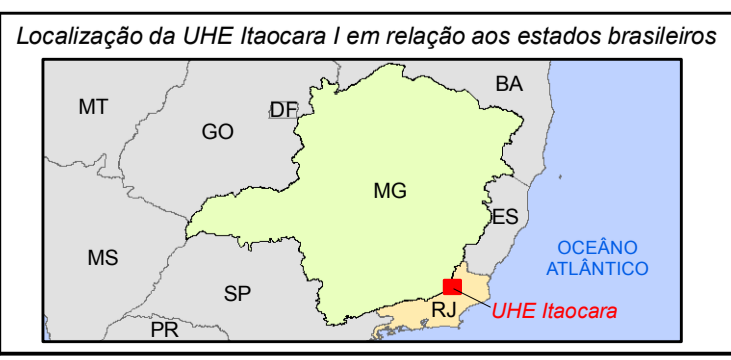 Localização da UHE Itaocara I em relação aos estados brasileiros
MT
GO
DF
BA
MG
ES
MS
SP
PR
RJ
OCEÂNO
ATLÂNTICO
UHE Itaocara